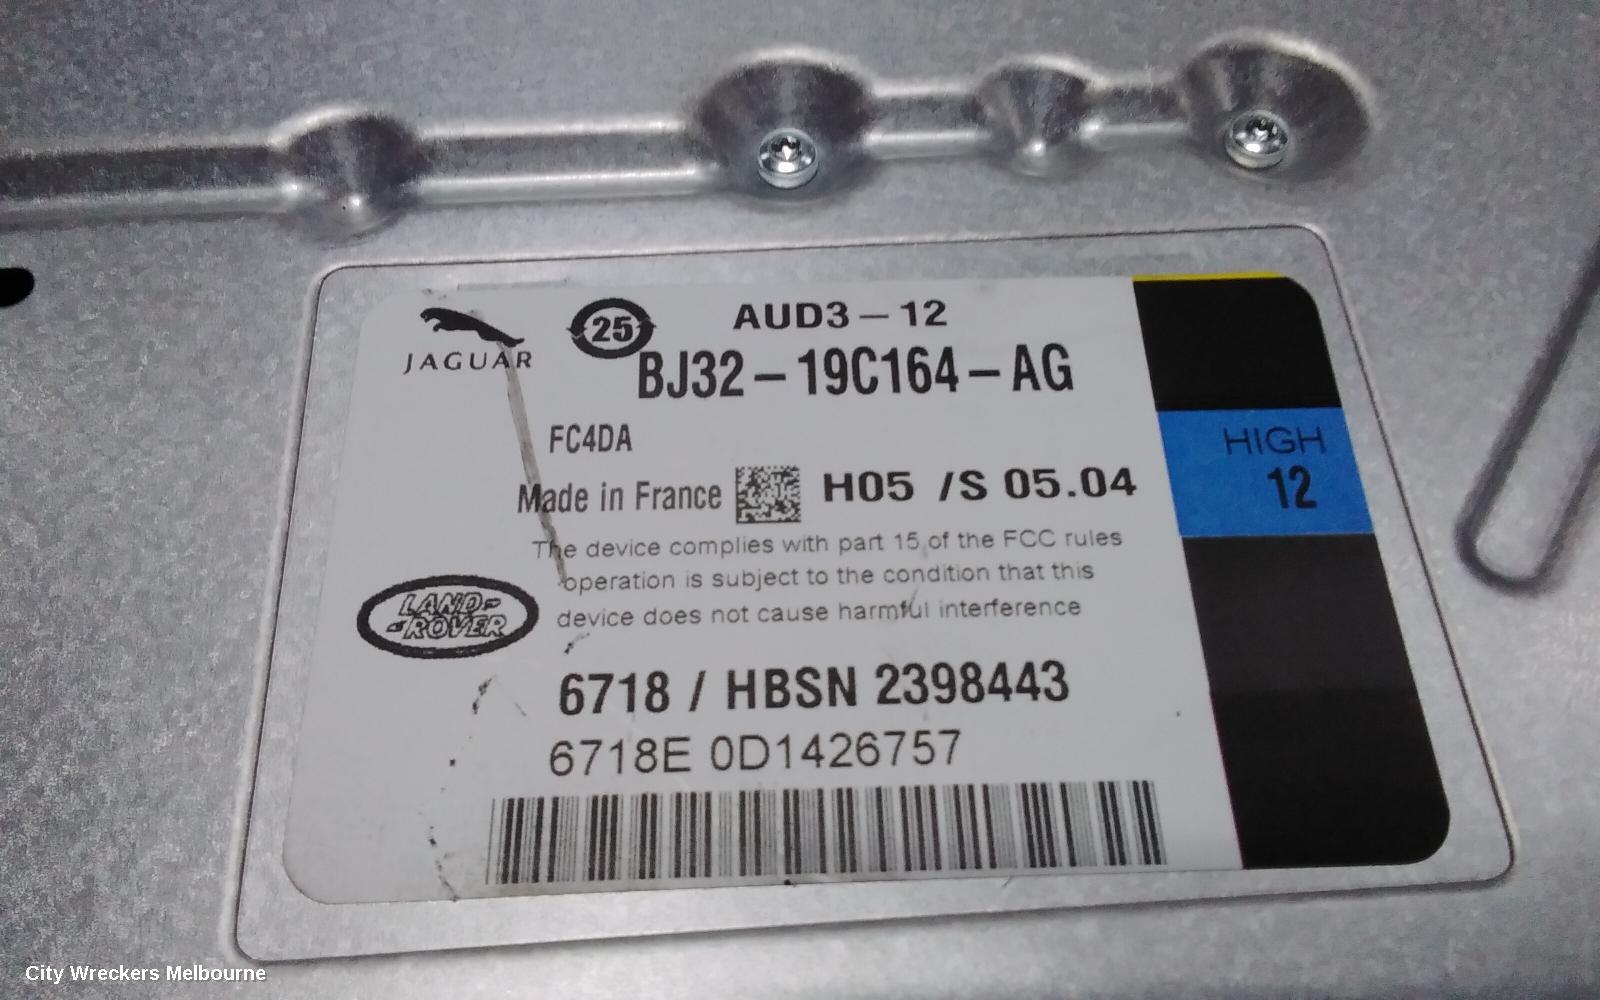 JAGUAR
25
AUD3-12
BJ32-19C164-AG
FC4DA
HIGH
12
Made in France
H05 /S 05.04
The device complies with part 15 of the FCC rules
operation is subject to the condition that this
device does not cause harmful interference
LAND-
-ROVER
6718 / HBSN 2398443
6718E 0D1426757
City Wreckers Melbourne